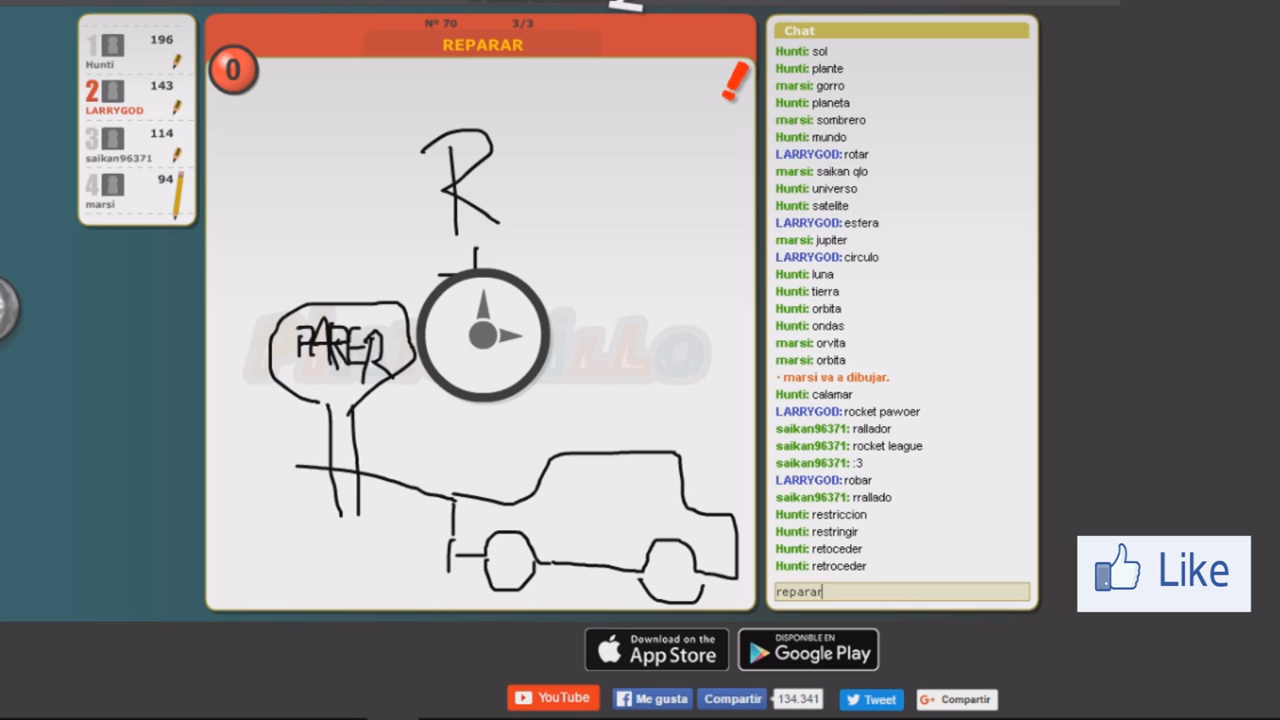 Nº 70 3/3
REPARAR
0
1 196
Hunti
2 143
LARRYGOD
3 114
saikan96371
4 94
marsi
R
PARER
Chat
Hunti: sol
Hunti: plante
marsi: gorro
Hunti: planeta
marsi: sombrero
Hunti: mundo
LARRYGOD: rotar
marsi: saikan qlo
Hunti: universo
Hunti: satelite
LARRYGOD: esfera
marsi: jupiter
LARRYGOD: circulo
Hunti: luna
Hunti: tierra
Hunti: orbita
Hunti: ondas
marsi: orvita
marsi: orbita
· marsi va a dibujar.
Hunti: calamar
LARRYGOD: rocket pawoer
saikan96371: rallador
saikan96371: rocket league
saikan96371: :3
LARRYGOD: robar
saikan96371: rrallado
Hunti: restriccion
Hunti: restringir
Hunti: retoceder
Hunti: retroceder
reparar
Like
Download on the
App Store
DISPONIBLE EN
Google Play
YouTube
Me gusta
Compartir
134.341
Tweet
G+ Compartir